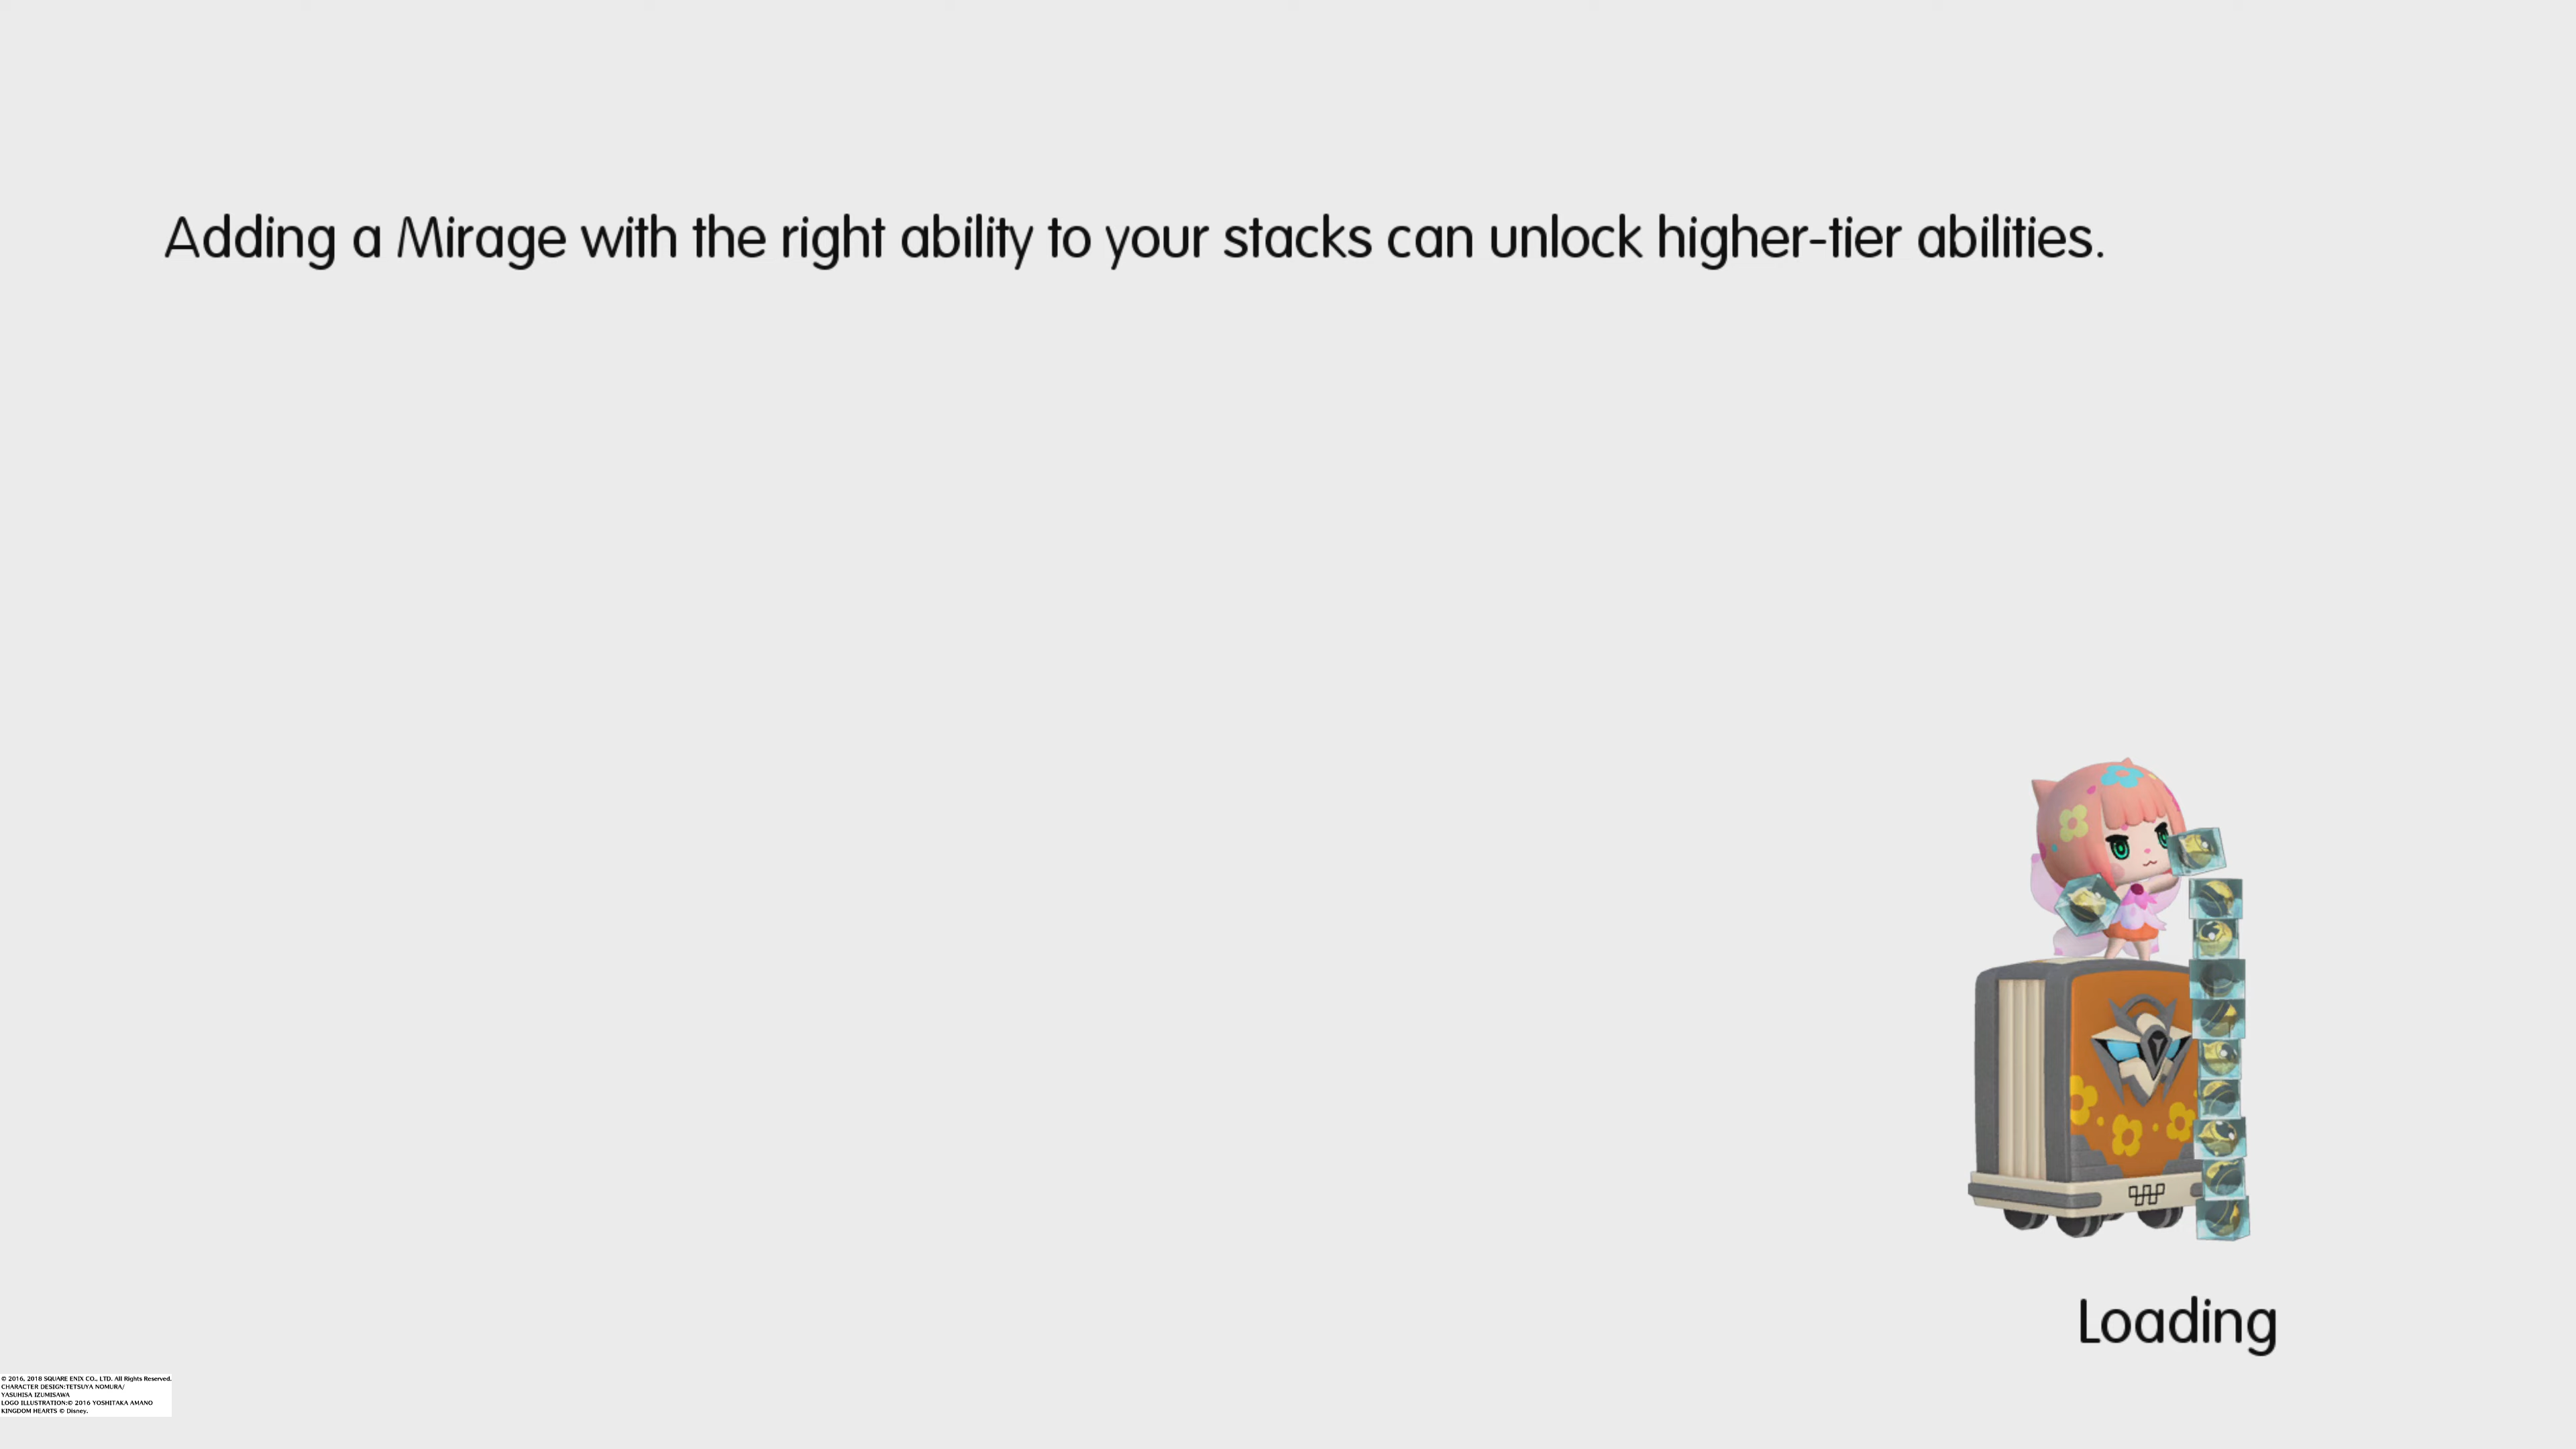 Adding a Mirage with the right ability to your stacks can unlock higher-tier abilities.
Loading
© 2016, 2018 SQUARE ENIX CO., LTD. All Rights Reserved.
CHARACTER DESIGN:TETSUYA NOMURA/
YASUHISA IZUMISAWA
LOGO ILLUSTRATION:© 2016 YOSHITAKA AMANO
KINGDOM HEARTS © Disney.